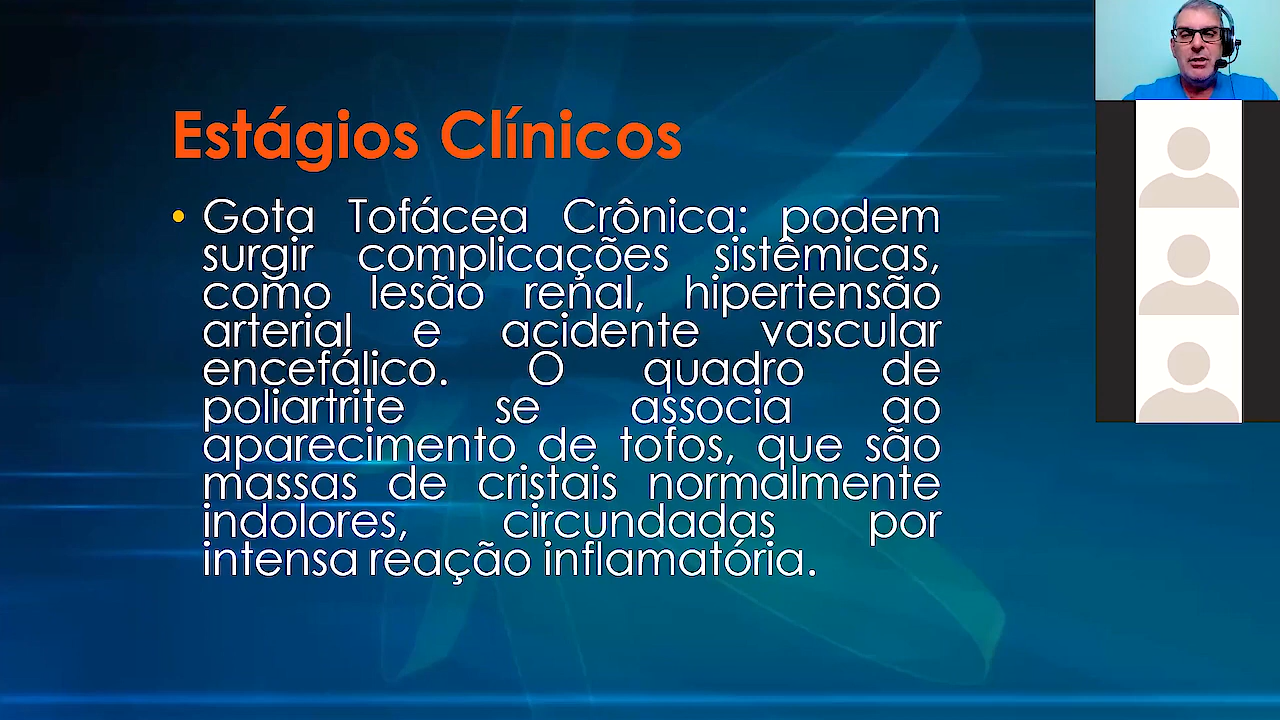 Estágios Clínicos
• Gota Tofácea Crônica: podem
surgir complicações sistêmicas,
como lesão renal, hipertensão
arterial e acidente vascular
encefálico. O quadro de
poliartrite se associa ao
aparecimento de tofos, que são
massas de cristais normalmente
indolores, circundadas por
intensa reação inflamatória.